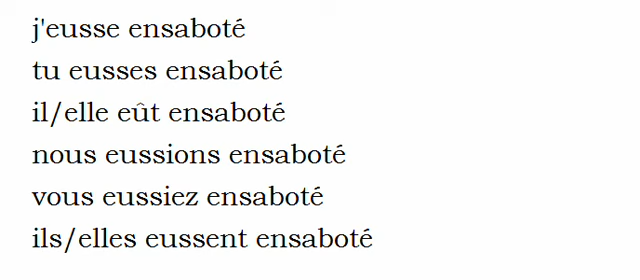 j'eusse ensaboté
tu eusses ensaboté
il/elle eût ensaboté
nous eussions ensaboté
vous eussiez ensaboté
ils/elles eussent ensaboté